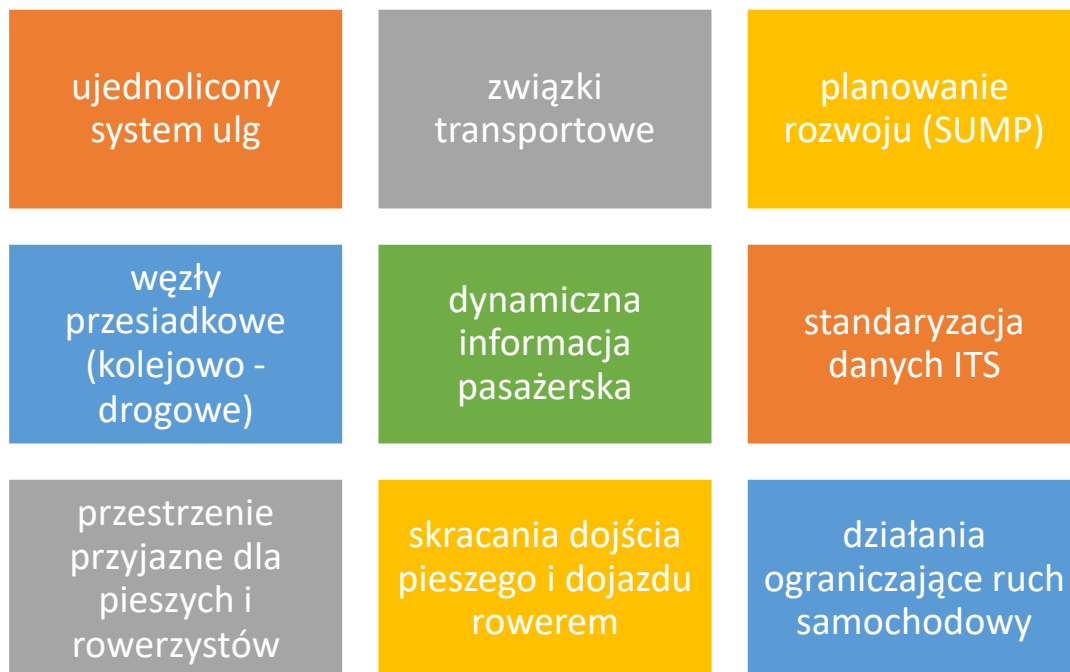 ujednolicony
system ulg
związki
transportowe
planowanie
rozwoju (SUMP)
węzły
przesiadkowe
(kolejowo -
drogowe)
dynamiczna
informacja
pasażerska
standaryzacja
danych ITS
przestrzenie
przyjazne dla
pieszych i
rowerzystów
skracania dojścia
pieszego i dojazdu
rowerem
działania
ograniczające ruch
samochodowy